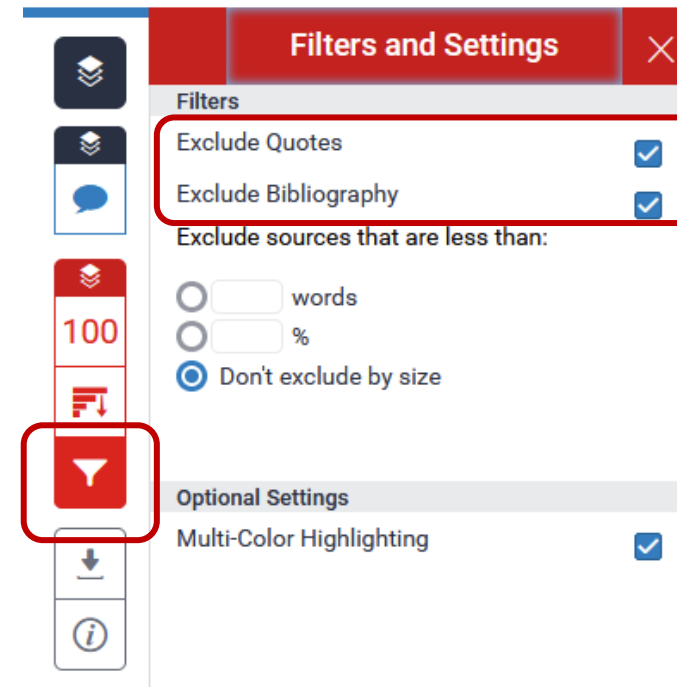 Filters and Settings
Filters
Exclude Quotes
Exclude Bibliography
Exclude sources that are less than:
words
100
%
Don't exclude by size
Optional Settings
Multi-Color Highlighting
i